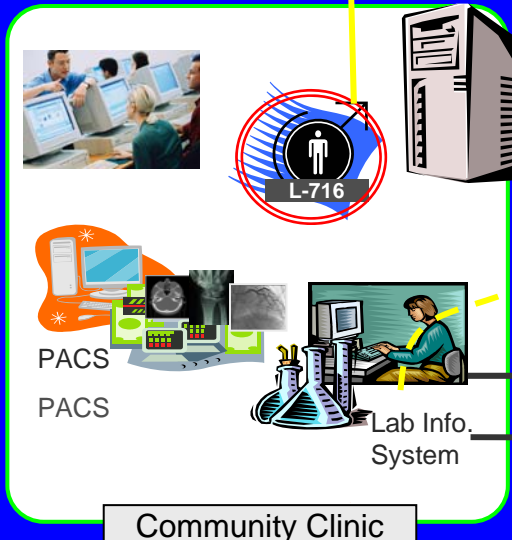 L-716
PACS
PACS
Lab Info.
System
Community Clinic